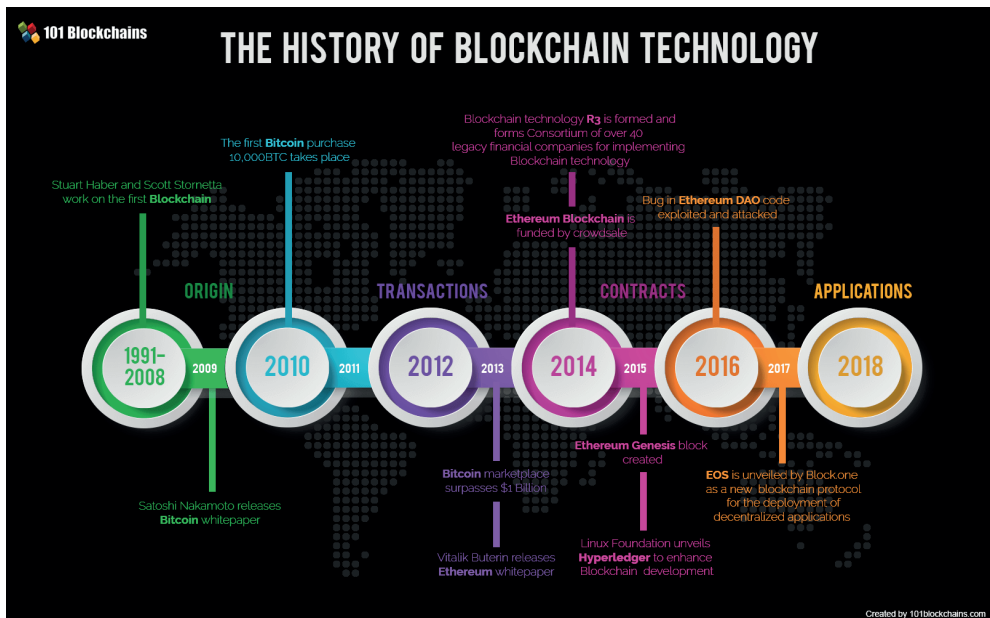 101 Blockchains
THE HISTORY OF BLOCKCHAIN TECHNOLOGY
Stuart Haber and Scott Stornetta
work on the first Blockchain
The first Bitcoin purchase
10,000BTC takes place
Blockchain technology R3 is formed and
forms Consortium of over 40
legacy financial companies for implementing
Blockchain technology
Ethereum Blockchain is
funded by crowdsale
Bug in Ethereum DAO code
exploited and attacked
ORIGIN
TRANSACTIONS
CONTRACTS
APPLICATIONS
1991-
2008
2009
2010
2011
2012
2013
2014
2015
2016
2017
2018
Satoshi Nakamoto releases
Bitcoin whitepaper
Bitcoin marketplace
surpasses $1 Billion
Vitalik Buterin releases
Ethereum whitepaper
Ethereum Genesis block
created
Linux Foundation unveils
Hyperledger to enhance
Blockchain development
EOS is unveiled by Block.one
as a new blockchain protocol
for the deployment of
decentralized applications
Created by 101blockchains.com